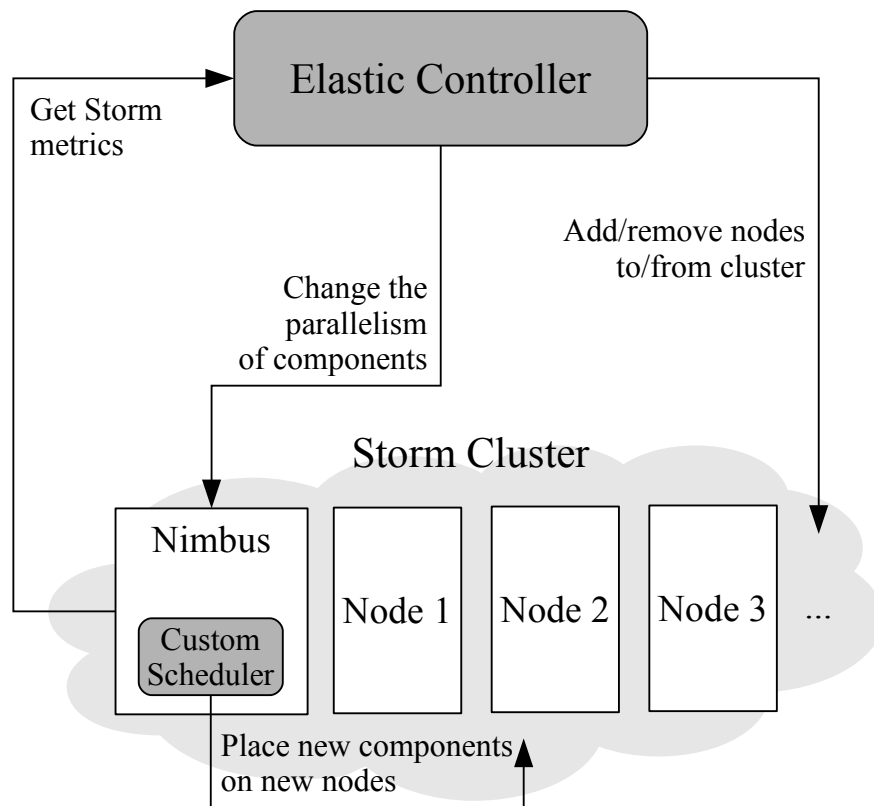 Elastic Controller
Get Storm
metrics
Add/remove nodes
to/from cluster
Change the
parallelism
of components
Storm Cluster
Nimbus
Custom
Scheduler
Node 1
Node 2
Node 3
...
Place new components
on new nodes